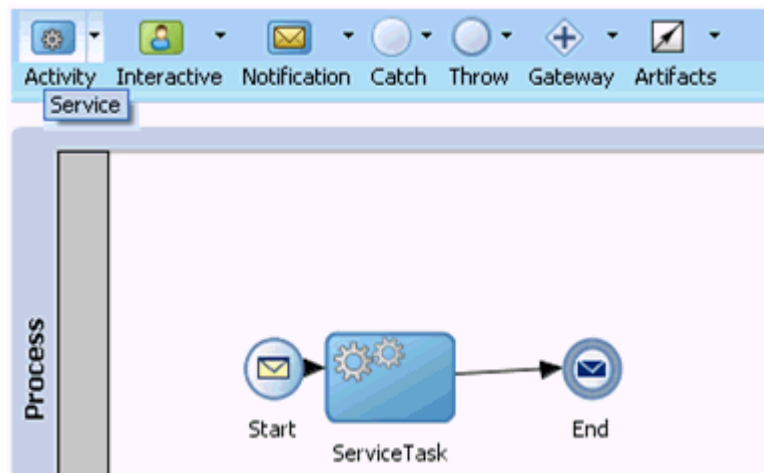 Activity Interactive Notification Catch Throw Gateway Artifacts
Service
Process
Start
ServiceTask
End